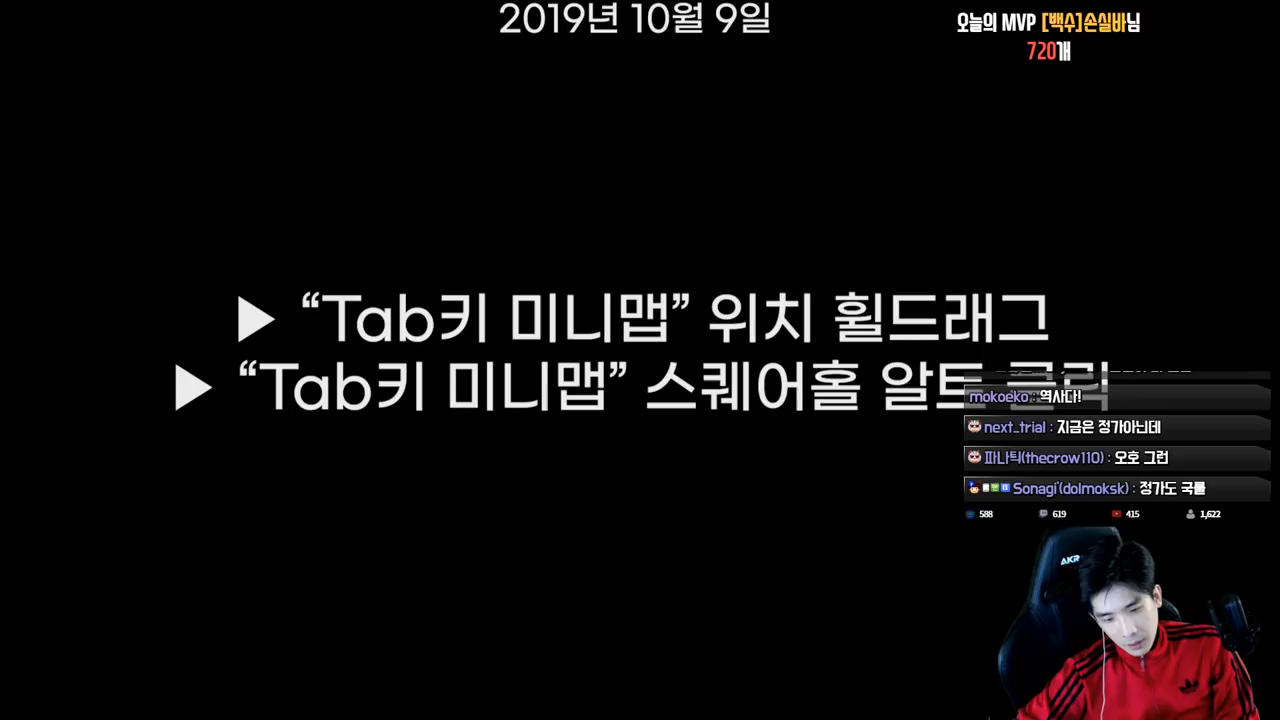 2019년 10월 9일
오늘의 MVP [백수]손실바님
720개
▶ “Tab키 미니맵” 위치 휠드래그
▶ “Tab키 미니맵” 스퀘어홀 알트 클릭
mokoeko : 역사다!
next_trial : 지금은 정가아닌데
파나틱(thecrow110) : 오호 그런
Sonagi'(dolmoksk) : 정가도 국룰
588 619 415 1,622
AKR